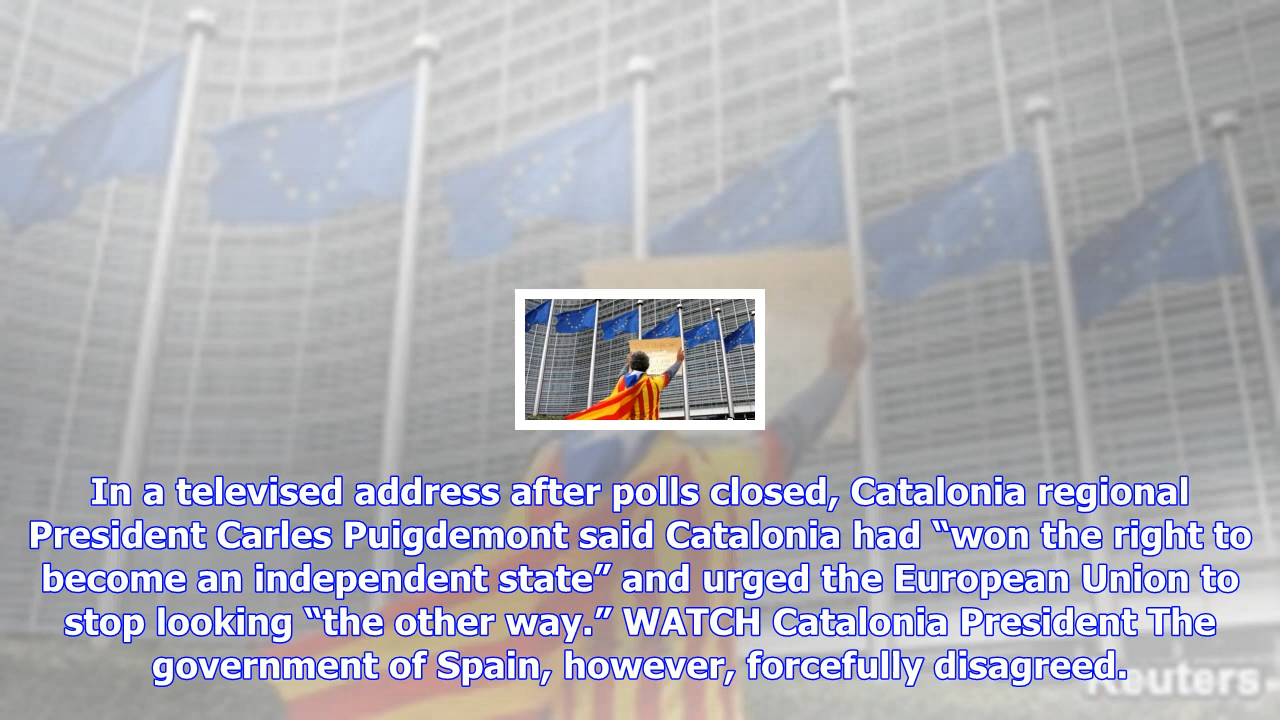 In a televised address after polls closed, Catalonia regional
President Carles Puigdemont said Catalonia had “won the right to
become an independent state” and urged the European Union to
stop looking “the other way.” WATCH Catalonia President The
government of Spain, however, forcefully disagreed.
Reuters